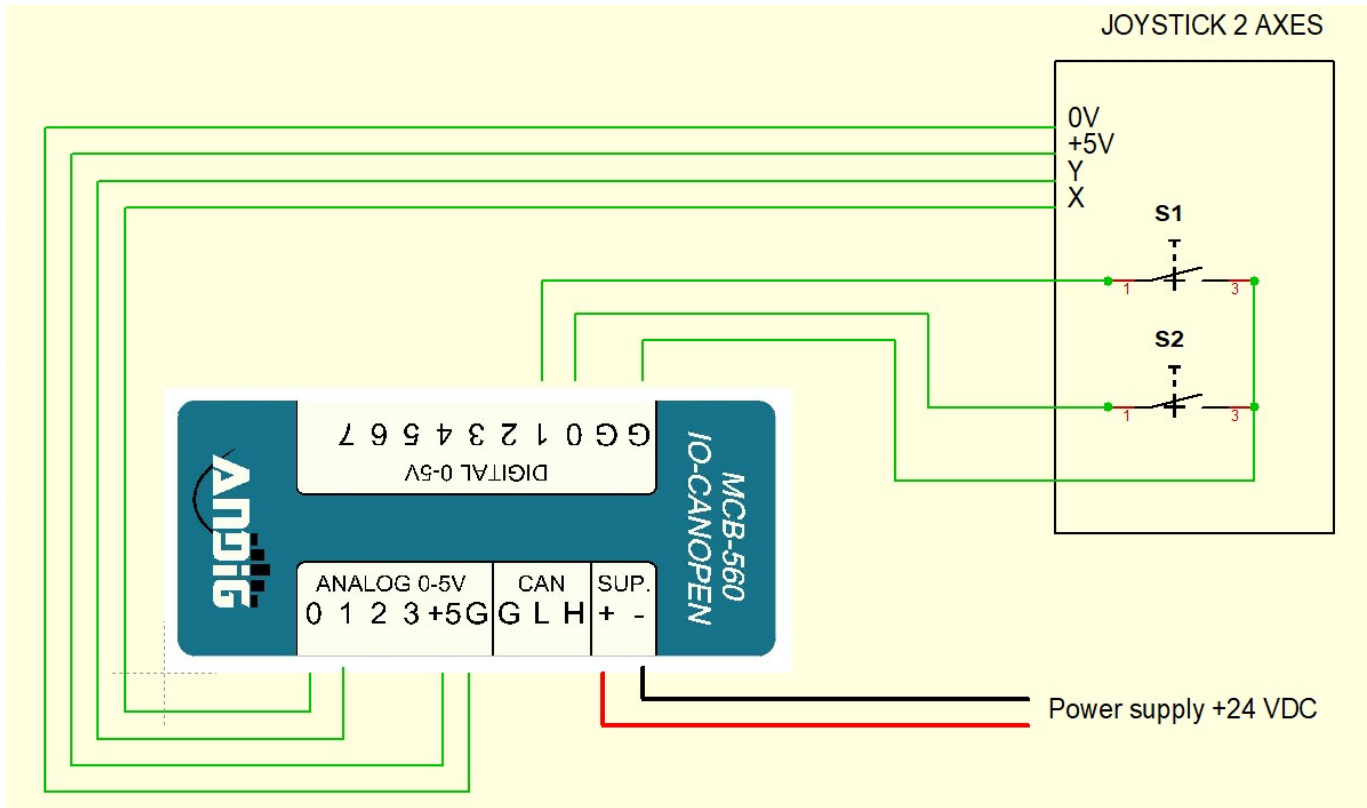 JOYSTICK 2 AXES
0V
+5V
Y
X
S1
1 3
S2
1 3
7 6 5 4 3 2 1 0 G G
DIGITAL 0-5V
MCB-560
IO-CANOPEN
ANDiG
ANALOG 0-5V CAN SUP.
0 1 2 3 +5 G G L H + -
Power supply +24 VDC